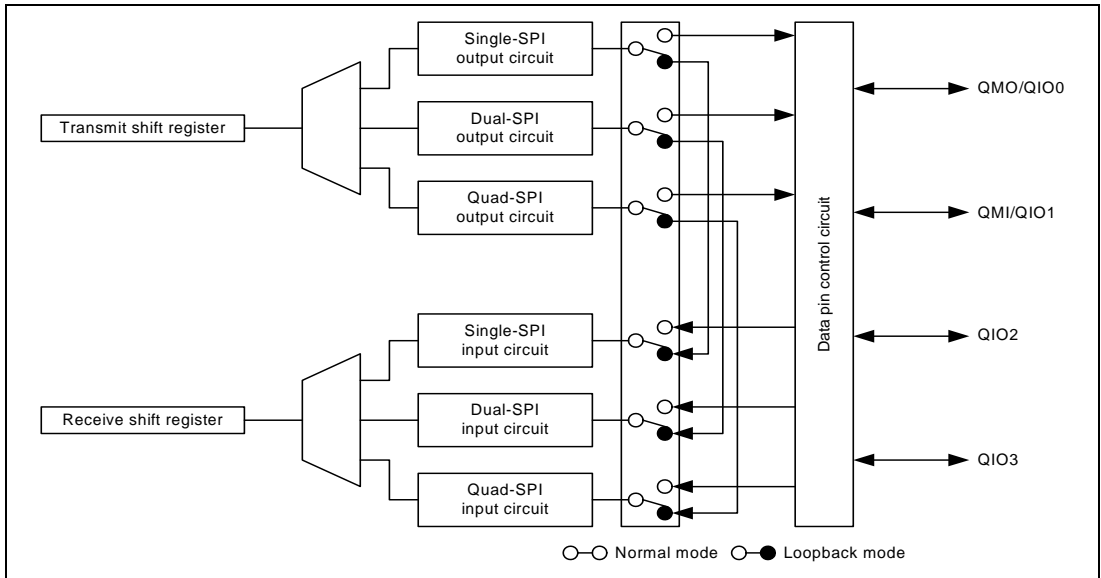 Single-SPI
output circuit
Transmit shift register
Dual-SPI
output circuit
Quad-SPI
output circuit
Single-SPI
input circuit
Receive shift register
Dual-SPI
input circuit
Quad-SPI
input circuit
Data pin control circuit
QMO/QIO0
QMI/QIO1
QIO2
QIO3
Normal mode
Loopback mode